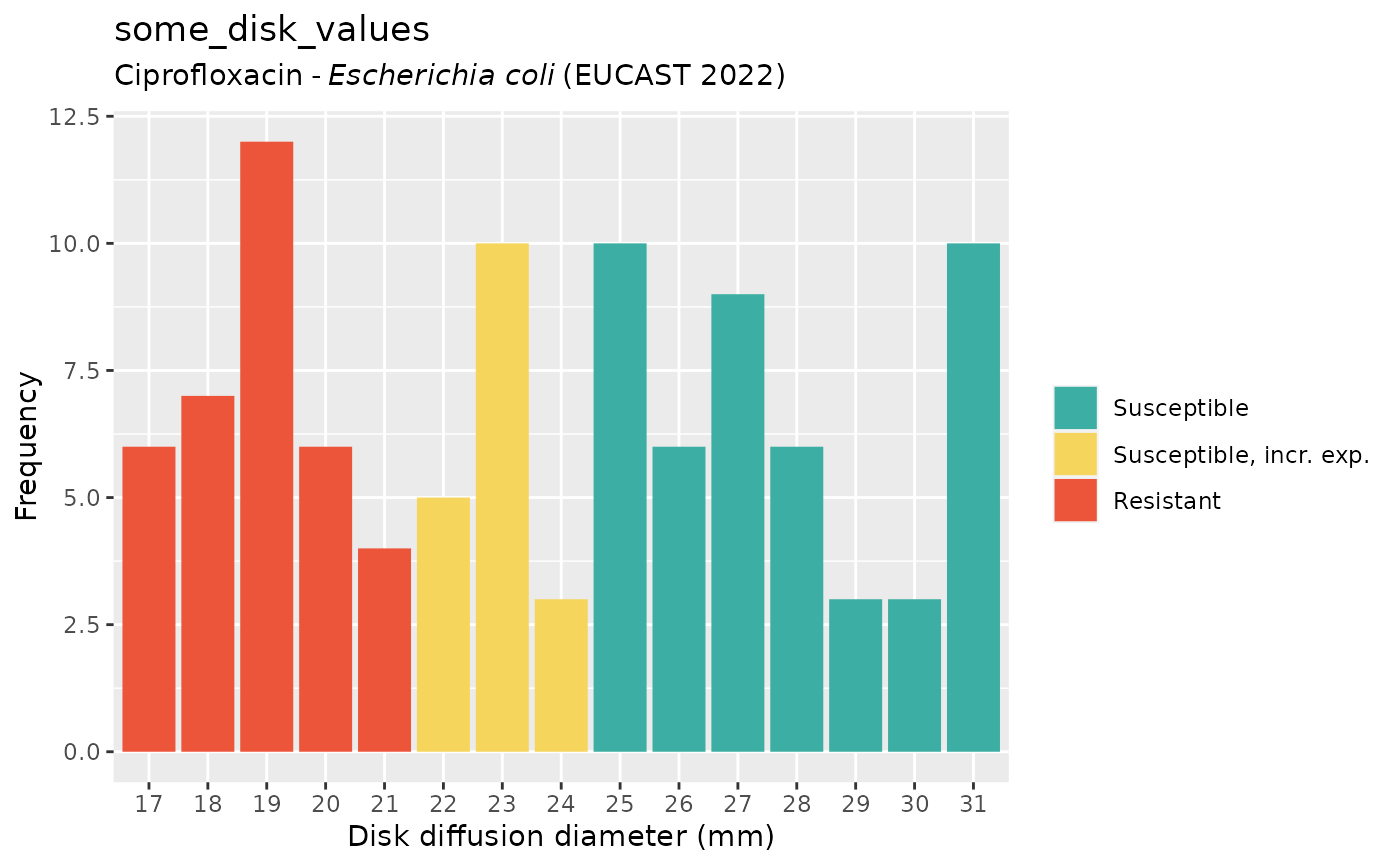 some_disk_values
Ciprofloxacin - Escherichia coli (EUCAST 2022)
12.5
10.0
7.5
5.0
2.5
0.0
Frequency
17 18 19 20 21 22 23 24 25 26 27 28 29 30 31
Disk diffusion diameter (mm)
Susceptible
Susceptible, incr. exp.
Resistant